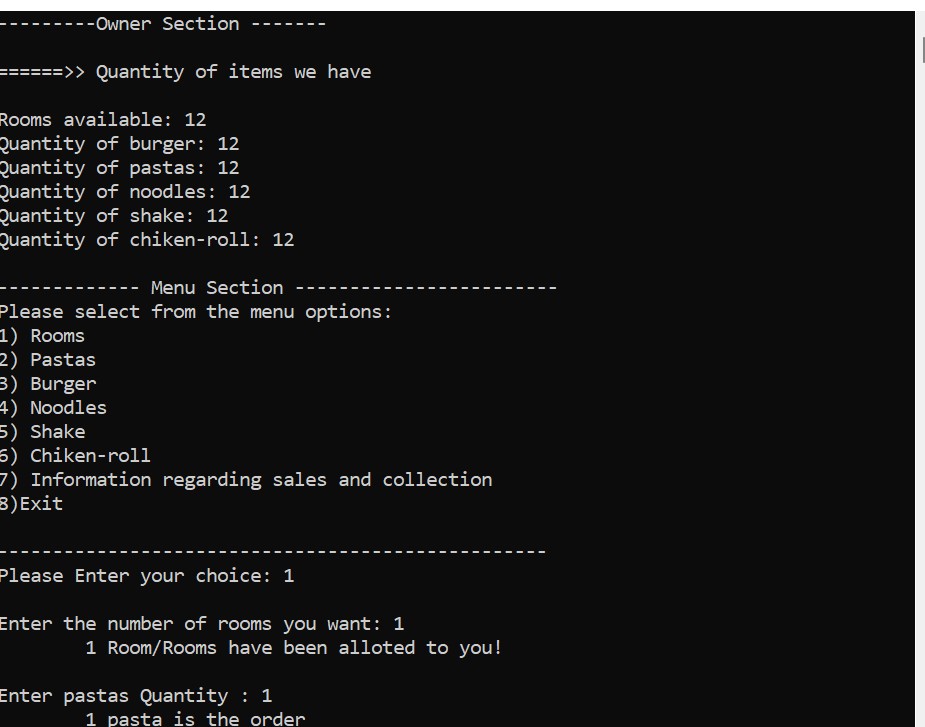 ---------Owner Section -------
======>> Quantity of items we have
Rooms available: 12
Quantity of burger: 12
Quantity of pastas: 12
Quantity of noodles: 12
Quantity of shake: 12
Quantity of chiken-roll: 12
------------- Menu Section ------------------------
Please select from the menu options:
1) Rooms
2) Pastas
3) Burger
4) Noodles
5) Shake
6) Chiken-roll
7) Information regarding sales and collection
8)Exit
--------------------------------------------------
Please Enter your choice: 1
Enter the number of rooms you want: 1
1 Room/Rooms have been alloted to you!
Enter pastas Quantity : 1
1 pasta is the order